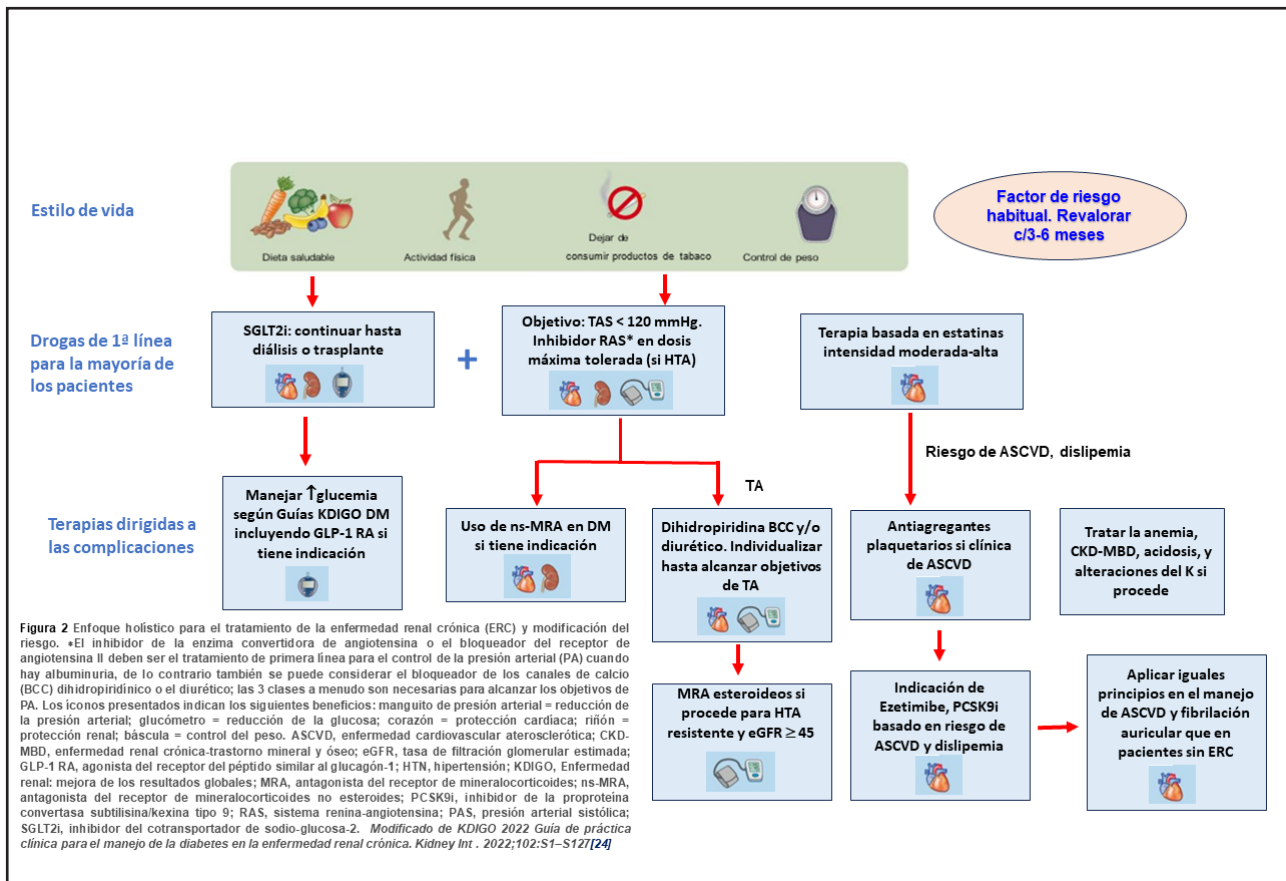 Estilo de vida
Dieta saludable
Actividad física
Dejar de
consumir productos de tabaco
Control de peso
Factor de riesgo
habitual. Revalorar
c/3-6 meses
Drogas de 1ª línea
para la mayoría de
los pacientes
SGLT2i: continuar hasta
diálisis o trasplante
+
Objetivo: TAS < 120 mmHg.
Inhibidor RAS* en dosis
máxima tolerada (si HTA)
Terapia basada en estatinas
intensidad moderada-alta
Riesgo de ASCVD, dislipemia
TA
Terapias dirigidas a
las complicaciones
Manejar ↑glucemia
según Guías KDIGO DM
incluyendo GLP-1 RA si
tiene indicación
Uso de ns-MRA en DM
si tiene indicación
Dihidropiridina BCC y/o
diurético. Individualizar
hasta alcanzar objetivos
de TA
Antiagregantes
plaquetarios si clínica
de ASCVD
Tratar la anemia,
CKD-MBD, acidosis, y
alteraciones del K si
procede
MRA esteroideos si
procede para HTA
resistente y eGFR ≥ 45
Indicación de
Ezetimibe, PCSK9i
basado en riesgo de
ASCVD y dislipemia
Aplicar iguales
principios en el manejo
de ASCVD y fibrilación
auricular que en
pacientes sin ERC
Figura 2 Enfoque holístico para el tratamiento de la enfermedad renal crónica (ERC) y modificación del
riesgo. *El inhibidor de la enzima convertidora de angiotensina o el bloqueador del receptor de
angiotensina II deben ser el tratamiento de primera línea para el control de la presión arterial (PA) cuando
hay albuminuria, de lo contrario también se puede considerar el bloqueador de los canales de calcio
(BCC) dihidropiridínico o el diurético; las 3 clases a menudo son necesarias para alcanzar los objetivos de
PA. Los íconos presentados indican los siguientes beneficios: manguito de presión arterial = reducción de
la presión arterial; glucómetro = reducción de la glucosa; corazón = protección cardíaca; riñón =
protección renal; báscula = control del peso. ASCVD, enfermedad cardiovascular aterosclerótica; CKD-
MBD, enfermedad renal crónica-trastorno mineral y óseo; eGFR, tasa de filtración glomerular estimada;
GLP-1 RA, agonista del receptor del péptido similar al glucagón-1; HTN, hipertensión; KDIGO, Enfermedad
renal: mejora de los resultados globales; MRA, antagonista del receptor de mineralocorticoides; ns-MRA,
antagonista del receptor de mineralocorticoides no esteroides; PCSK9i, inhibidor de la proproteína
convertasa subtilisina/kexina tipo 9; RAS, sistema renina-angiotensina; PAS, presión arterial sistólica;
SGLT2i, inhibidor del cotransportador de sodio-glucosa-2. Modificado de KDIGO 2022 Guía de práctica
clínica para el manejo de la diabetes en la enfermedad renal crónica. Kidney Int . 2022;102:S1–S127[24]